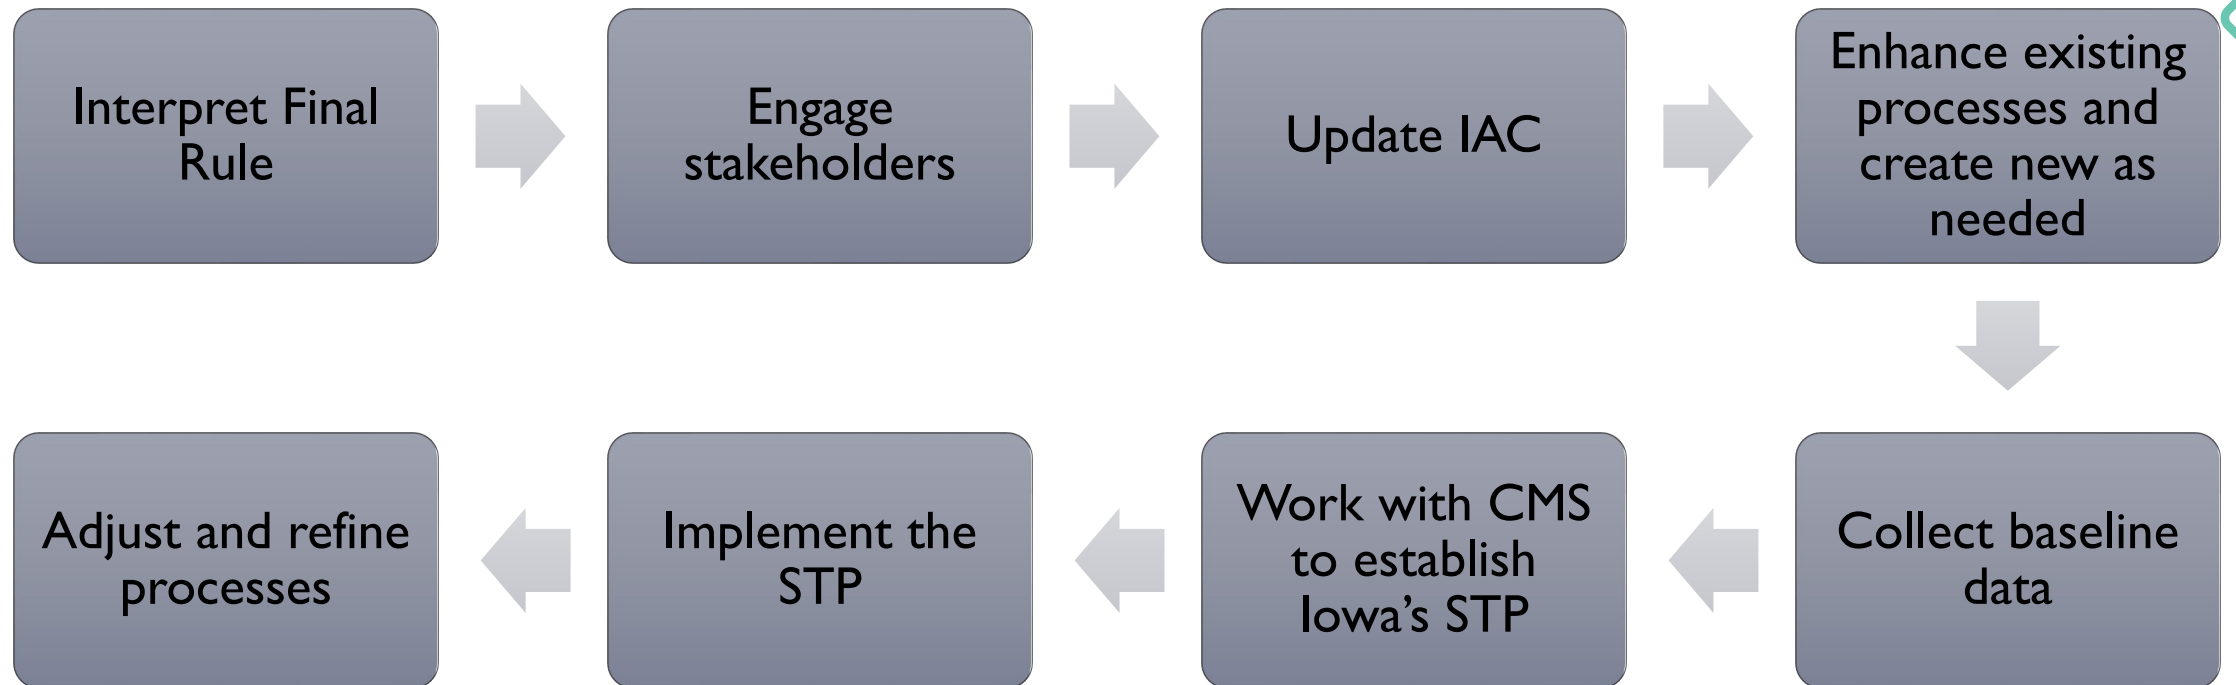 Interpret Final
Rule
Engage
stakeholders
Update IAC
Enhance existing
processes and
create new as
needed
Collect baseline
data
Work with CMS
to establish
Iowa’s STP
Implement the
STP
Adjust and refine
processes